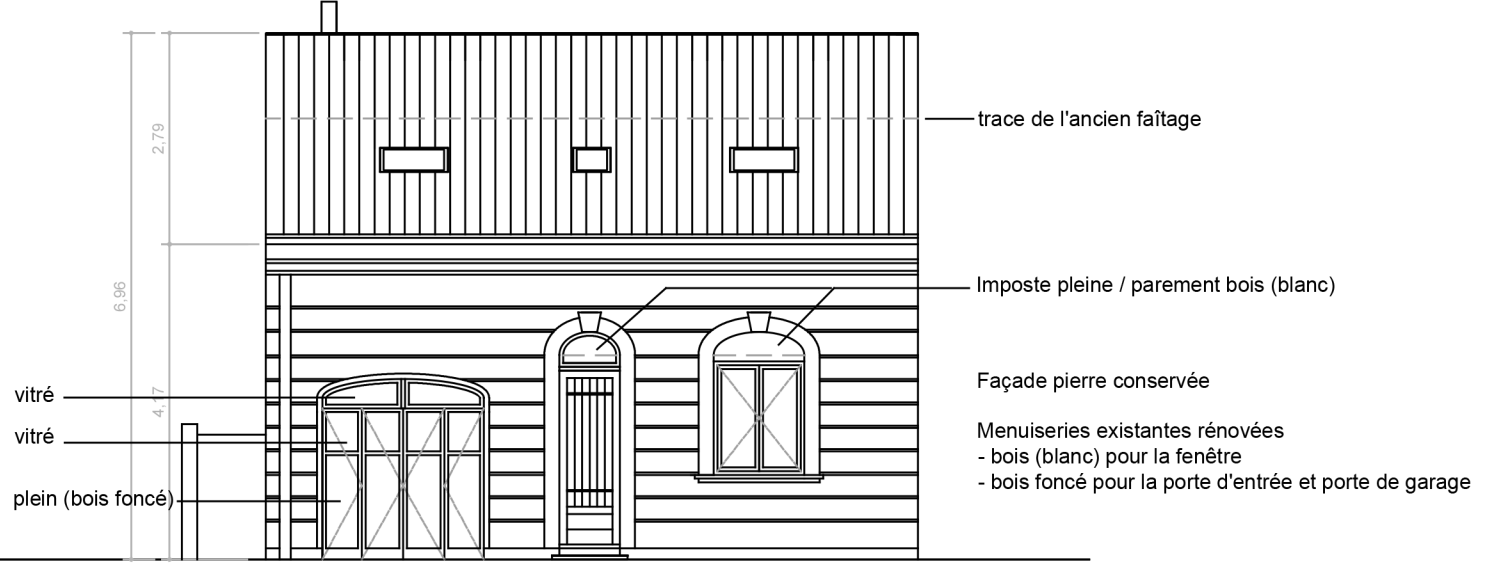 2,79
trace de l'ancien faîtage
6,96
Imposte pleine / parement bois (blanc)
4,17
vitré
vitré
plein (bois foncé)
Façade pierre conservée
Menuiseries existantes rénovées
- bois (blanc) pour la fenêtre
- bois foncé pour la porte d'entrée et porte de garage